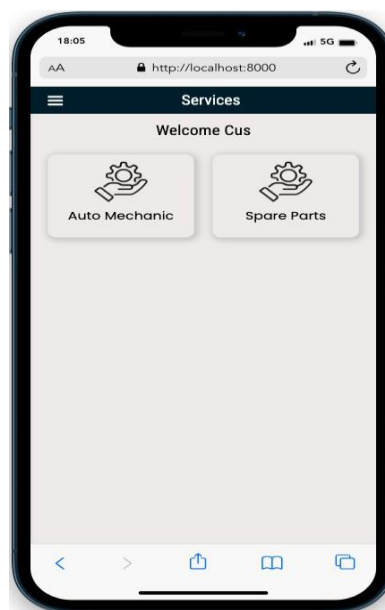 18:05
5G
AA
http://localhost:8000
Services
Welcome Cus
Auto Mechanic
Spare Parts